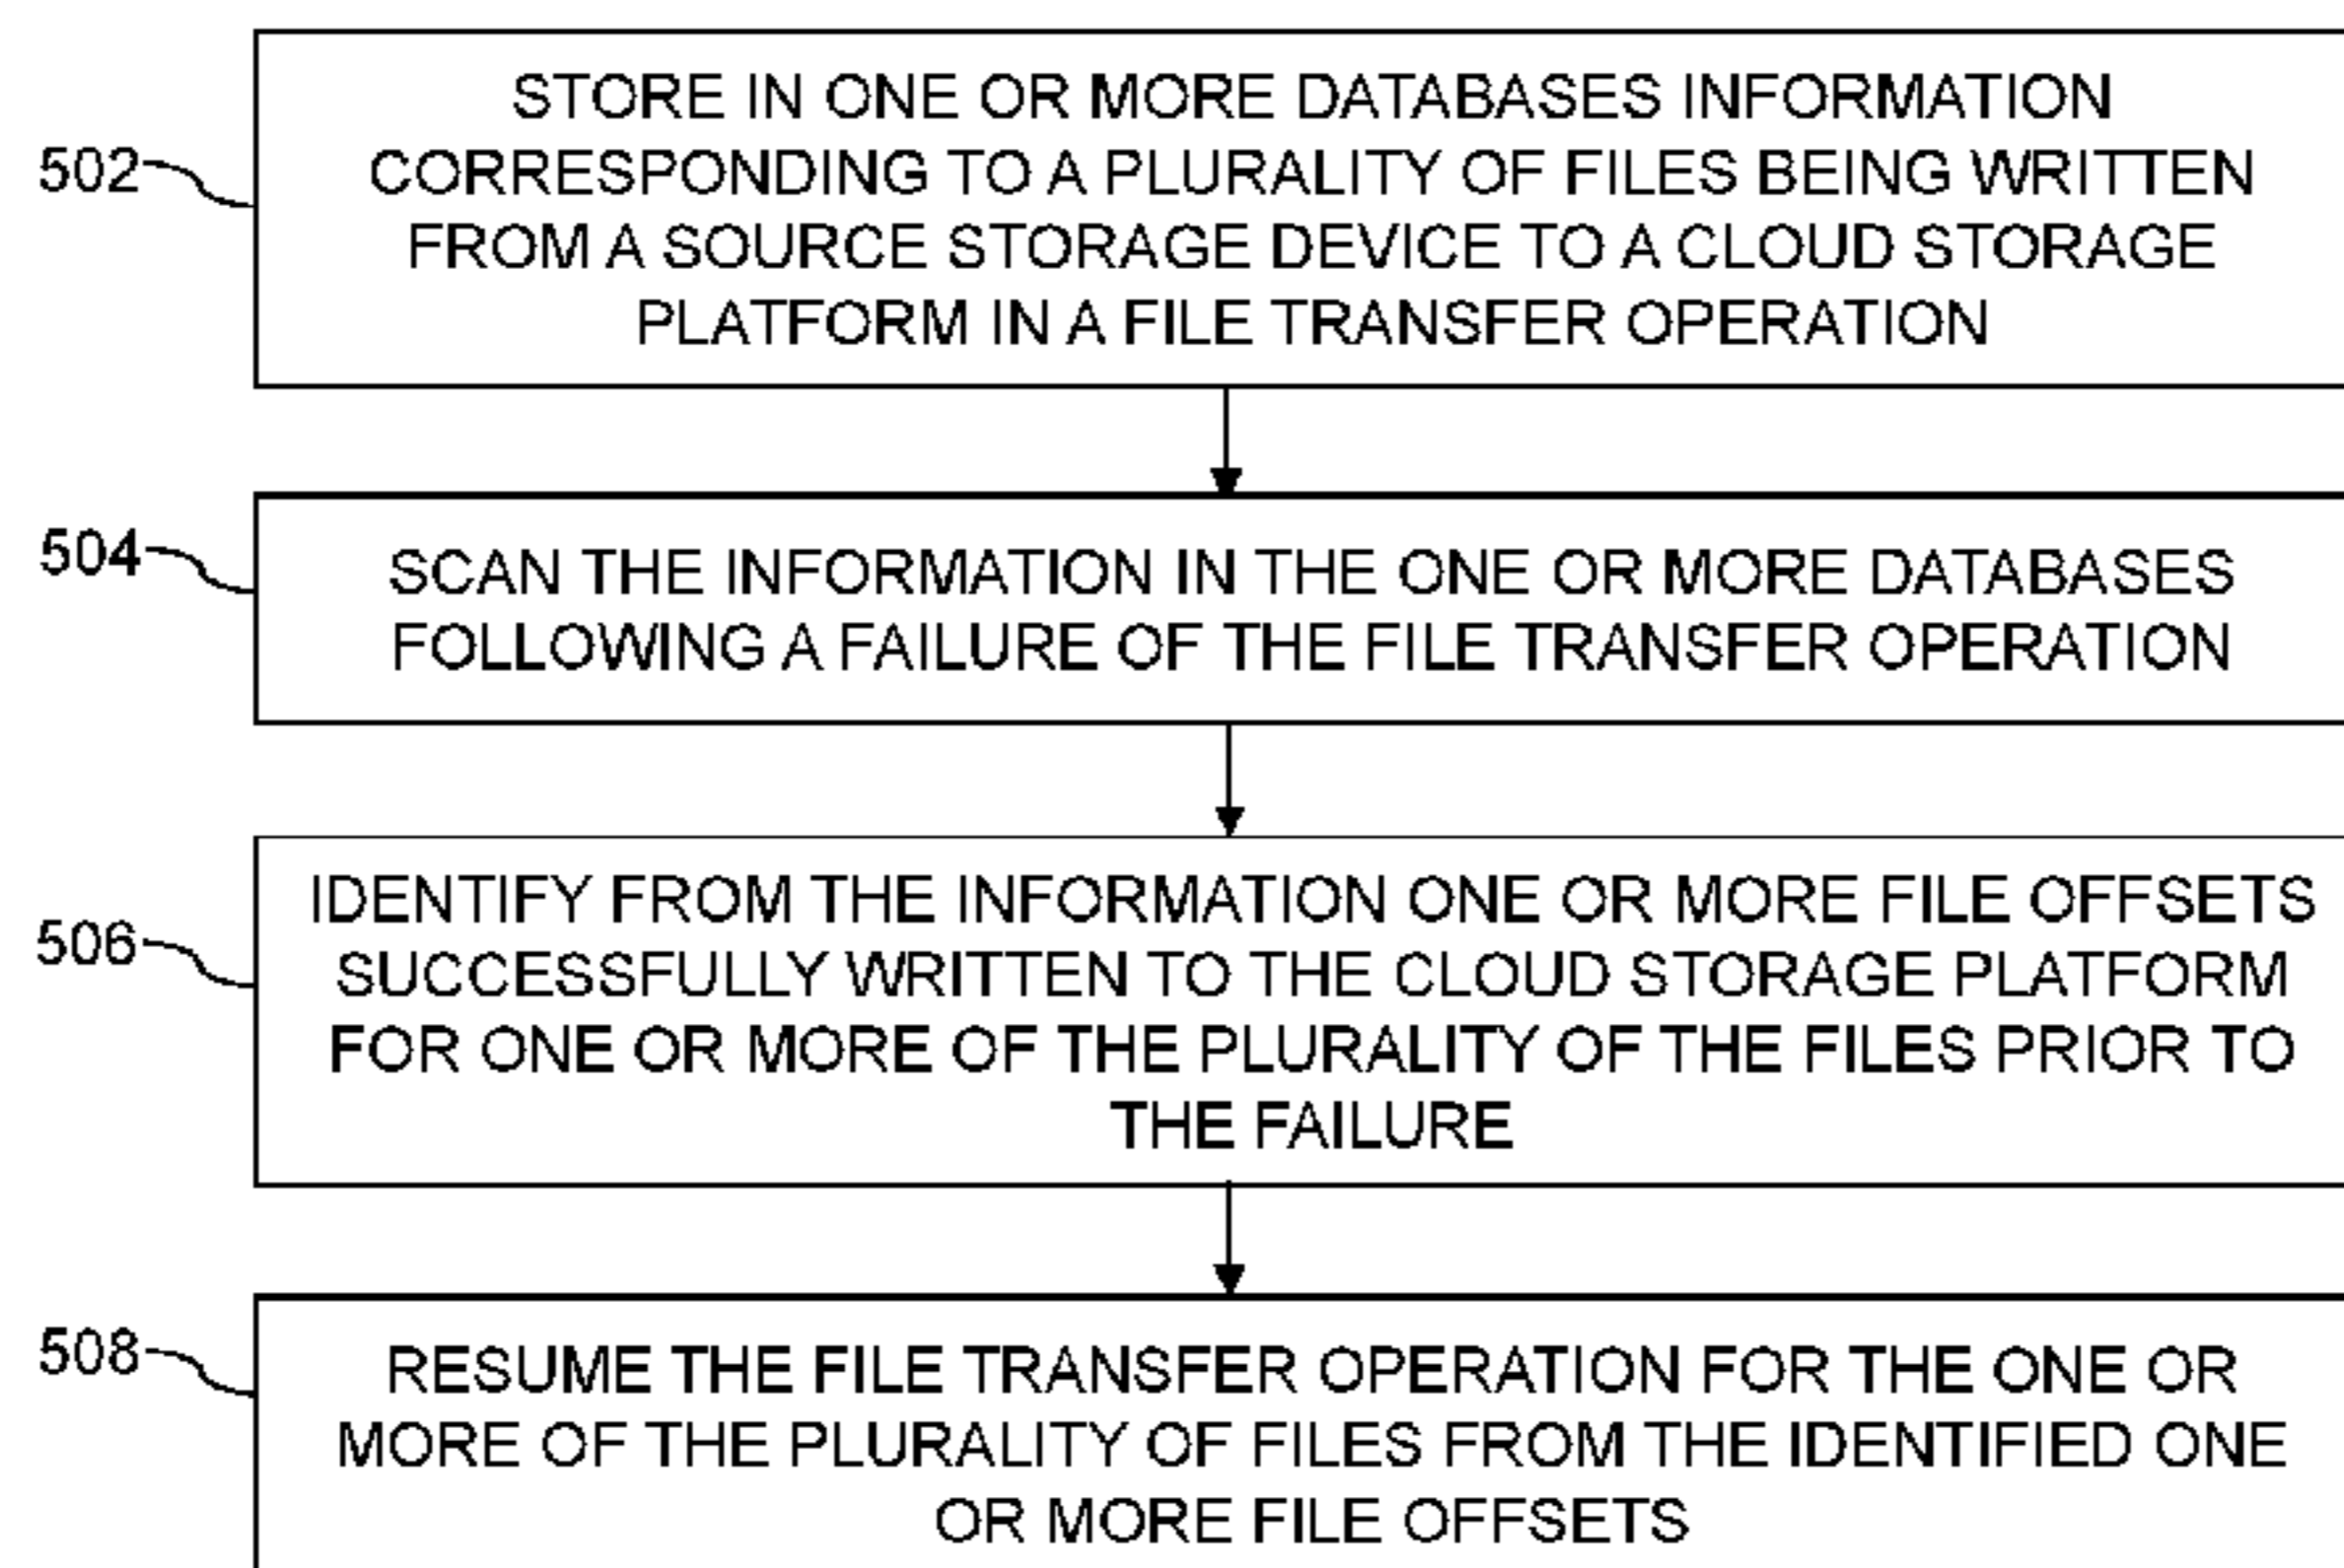 502
STORE IN ONE OR MORE DATABASES INFORMATION
CORRESPONDING TO A PLURALITY OF FILES BEING WRITTEN
FROM A SOURCE STORAGE DEVICE TO A CLOUD STORAGE
PLATFORM IN A FILE TRANSFER OPERATION
504
SCAN THE INFORMATION IN THE ONE OR MORE DATABASES
FOLLOWING A FAILURE OF THE FILE TRANSFER OPERATION
506
IDENTIFY FROM THE INFORMATION ONE OR MORE FILE OFFSETS
SUCCESSFULLY WRITTEN TO THE CLOUD STORAGE PLATFORM
FOR ONE OR MORE OF THE PLURALITY OF THE FILES PRIOR TO
THE FAILURE
508
RESUME THE FILE TRANSFER OPERATION FOR THE ONE OR
MORE OF THE PLURALITY OF FILES FROM THE IDENTIFIED ONE
OR MORE FILE OFFSETS